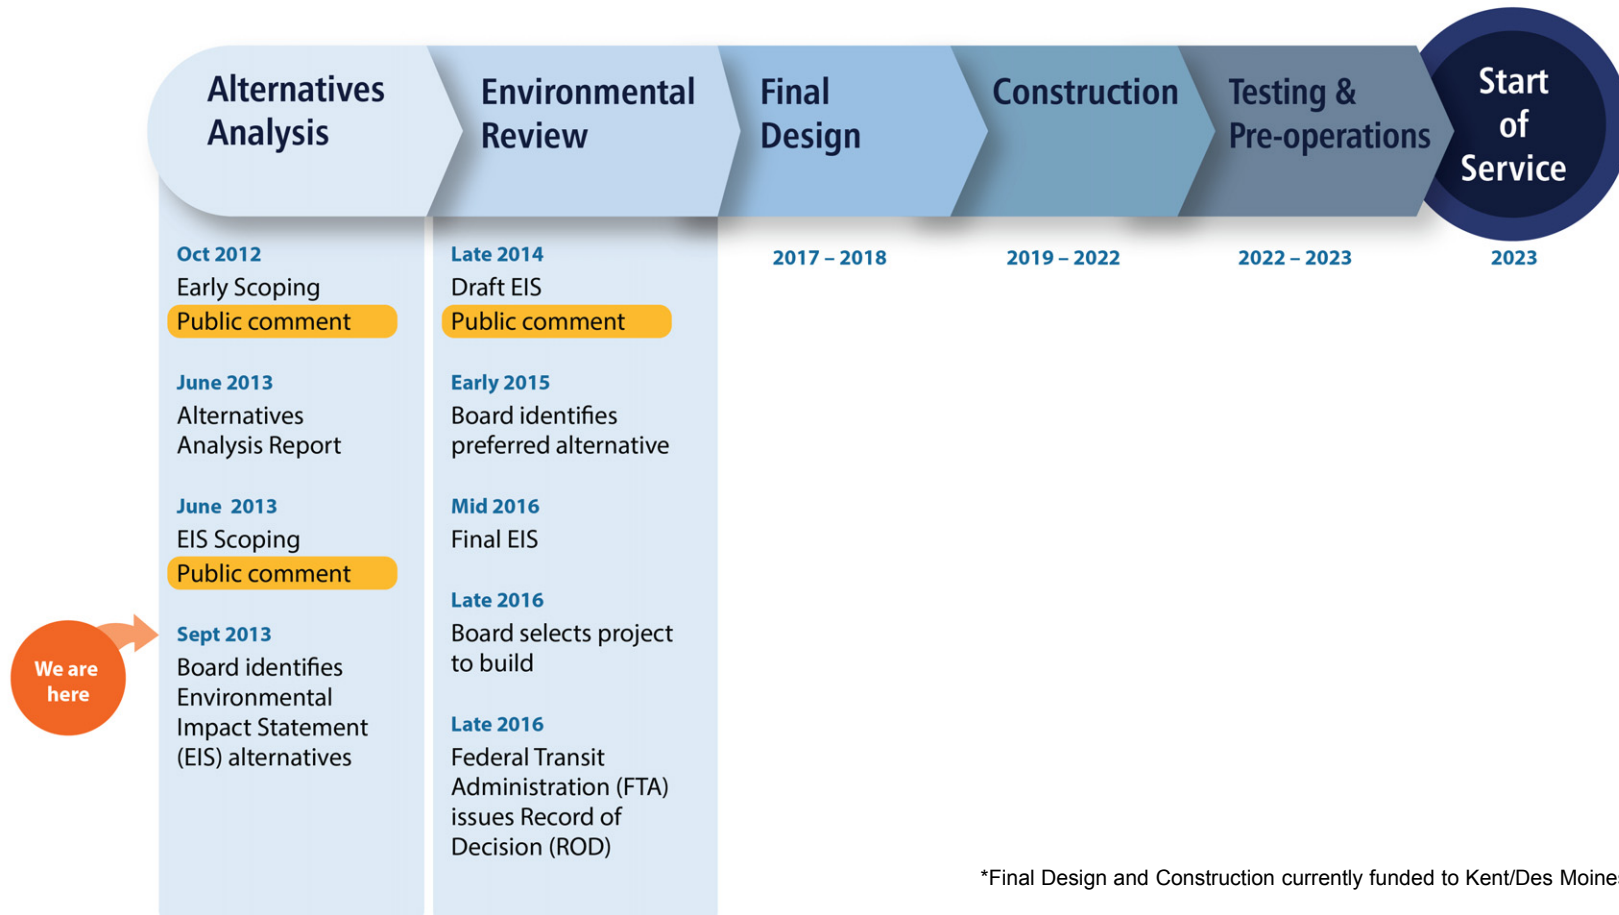 Alternatives
Analysis
Environmental
Review
Final
Design
Construction
Testing &
Pre-operations
Start
of
Service
Oct 2012
Early Scoping
Public comment
June 2013
Alternatives
Analysis Report
June 2013
EIS Scoping
Public comment
Sept 2013
Board identifies
Environmental
Impact Statement
(EIS) alternatives
We are
here
Late 2014
Draft EIS
Public comment
Early 2015
Board identifies
preferred alternative
Mid 2016
Final EIS
Late 2016
Board selects project
to build
Late 2016
Federal Transit
Administration (FTA)
issues Record of
Decision (ROD)
2017 – 2018
2019 – 2022
2022 – 2023
2023
*Final Design and Construction currently funded to Kent/Des Moines